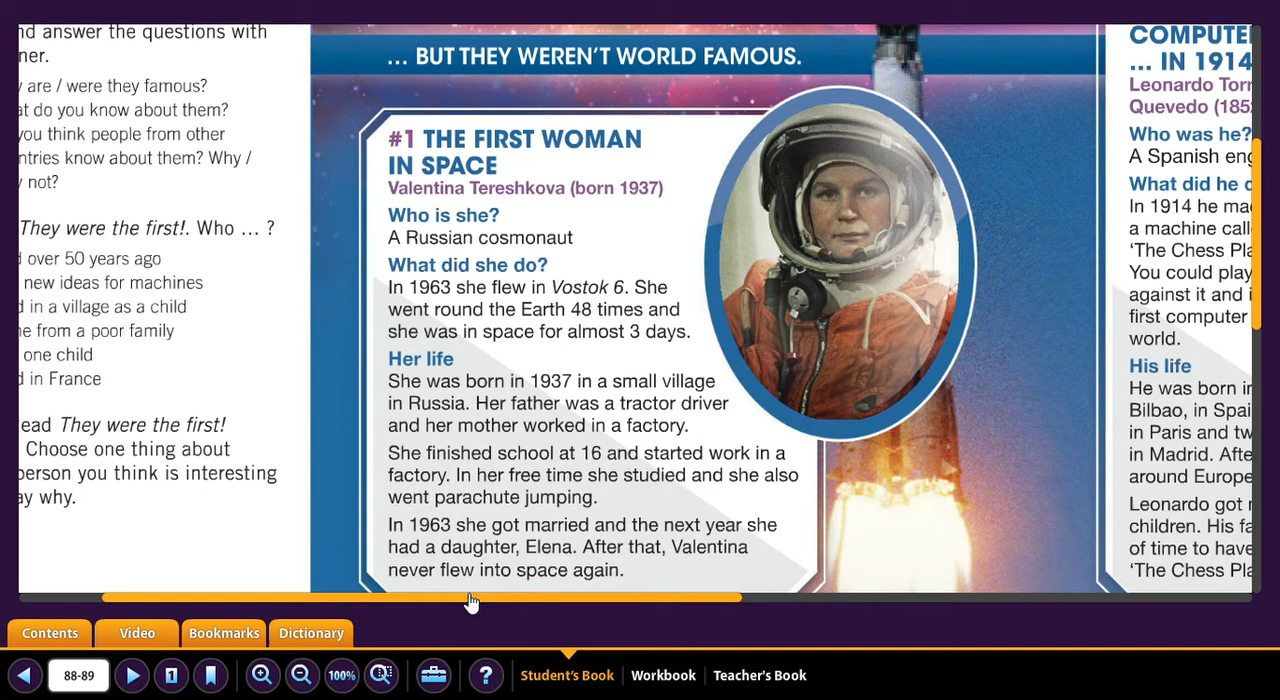 answer the questions with
are / were they famous?
do you know about them?
you think people from other
know about them? Why /
not?
They were the first!. Who … ?
over 50 years ago
new ideas for machines
in a village as a child
from a poor family
one child
in France
They were the first!
Choose one thing about
person you think is interesting
why.
… BUT THEY WEREN'T WORLD FAMOUS.
#1 THE FIRST WOMAN
IN SPACE
Valentina Tereshkova (born 1937)
Who is she?
A Russian cosmonaut
What did she do?
In 1963 she flew in Vostok 6. She
went round the Earth 48 times and
she was in space for almost 3 days.
Her life
She was born in 1937 in a small village
in Russia. Her father was a tractor driver
and her mother worked in a factory.
She finished school at 16 and started work in a
factory. In her free time she studied and she also
went parachute jumping.
In 1963 she got married and the next year she
had a daughter, Elena. After that, Valentina
never flew into space again.
COMPUTE
… IN 1914
Leonardo Torr
Quevedo (185
Who was he?
A Spanish eng
What did he d
In 1914 he ma
a machine call
'The Chess Pla
You could play
against it and i
first computer
world.
His life
He was born in
Bilbao, in Spai
in Paris and tw
in Madrid. Afte
around Europe
Leonardo got
children. His fa
of time to have
'The Chess Pla
Contents
Video
Bookmarks
Dictionary
88-89
1
100%
?
Student's Book
Workbook
Teacher's Book